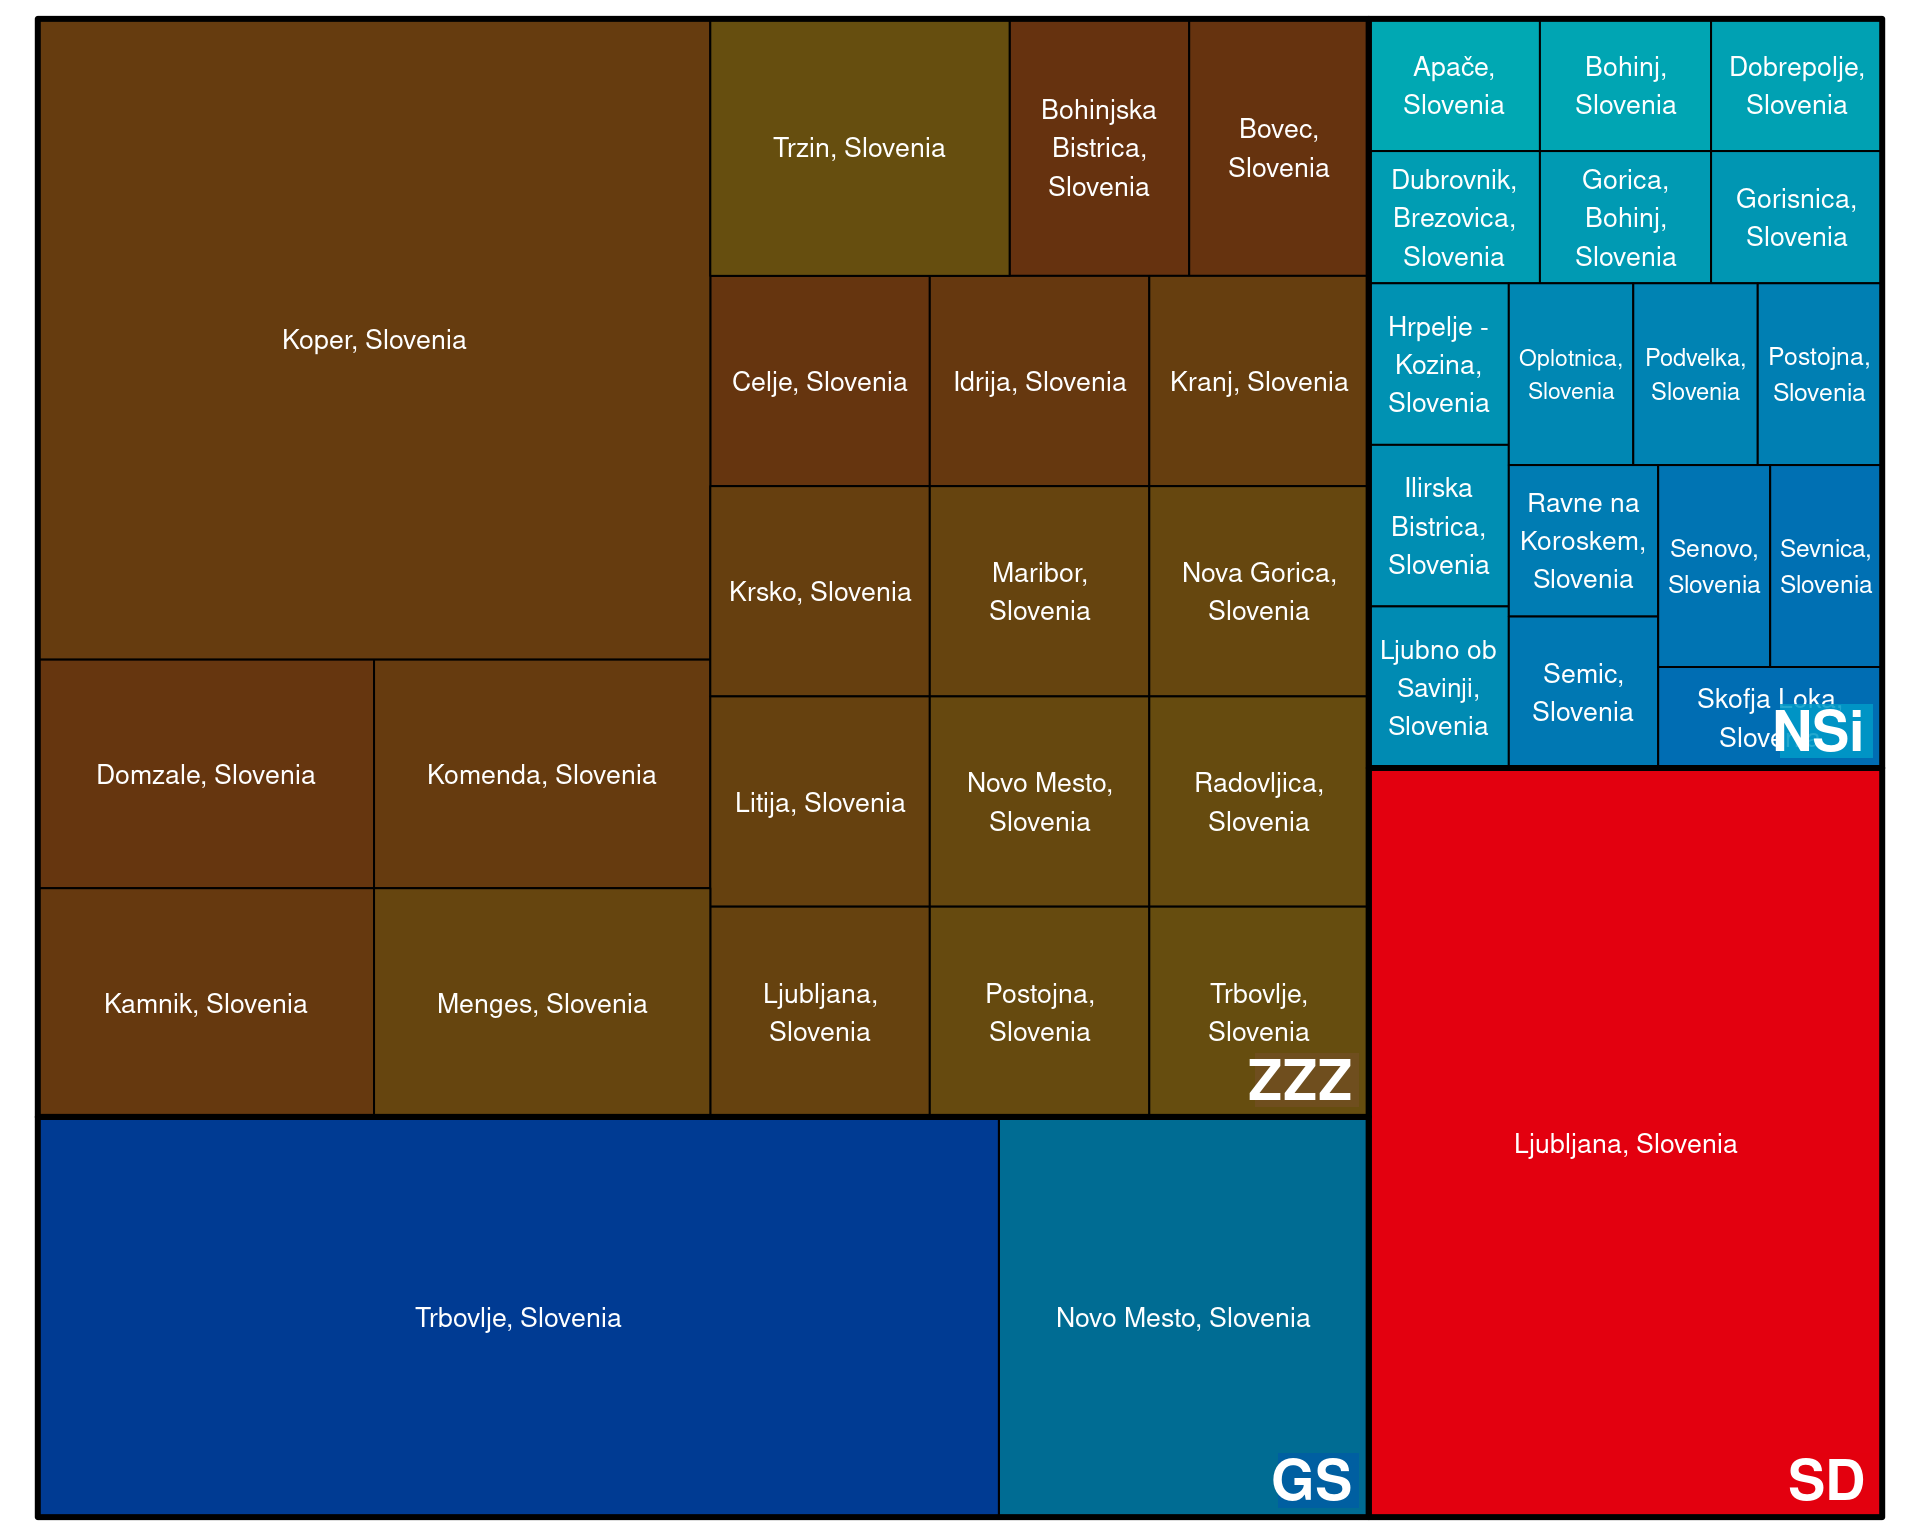 Koper, Slovenia
Trzin, Slovenia
Bohinjska
Bistrica,
Slovenia
Bovec,
Slovenia
Celje, Slovenia
Idrija, Slovenia
Kranj, Slovenia
Krsko, Slovenia
Maribor,
Slovenia
Nova Gorica,
Slovenia
Domzale, Slovenia
Komenda, Slovenia
Litija, Slovenia
Novo Mesto,
Slovenia
Radovljica,
Slovenia
Kamnik, Slovenia
Menges, Slovenia
Ljubljana,
Slovenia
Postojna,
Slovenia
Trbovlje,
Slovenia
ZZZ
Trbovlje, Slovenia
Novo Mesto, Slovenia
GS
Apače,
Slovenia
Bohinj,
Slovenia
Dobrepolje,
Slovenia
Dubrovnik,
Brezovica,
Slovenia
Gorica,
Bohinj,
Slovenia
Gorisnica,
Slovenia
Hrpelje -
Kozina,
Slovenia
Oplotnica,
Slovenia
Podvelka,
Slovenia
Postojna,
Slovenia
Ilirska
Bistrica,
Slovenia
Ravne na
Koroskem,
Slovenia
Senovo,
Slovenia
Sevnica,
Slovenia
Ljubno ob
Savinji,
Slovenia
Semic,
Slovenia
Skofja Loka,
Slovenia
NSi
Ljubljana, Slovenia
SD